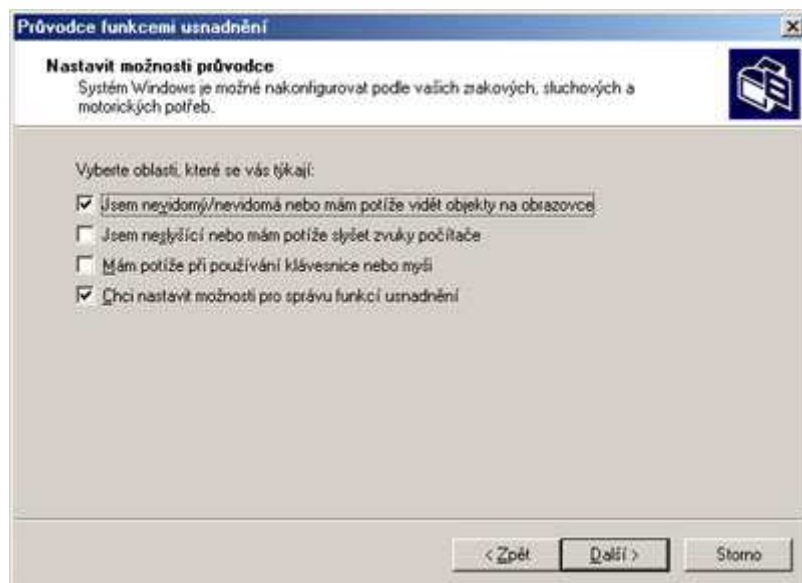 Průvodce funkcemi usnadnění
Nastavit možnosti průvodce
Systém Windows je možné nakonfigurovat podle vašich zrakových, sluchových a
motorických potřeb.
Vyberte oblasti, které se vás týkají:
Jsem nevidomý/nevidomá nebo mám potíže vidět objekty na obrazovce
Jsem neslyšící nebo mám potíže slyšet zvuky počítače
Mám potíže při používání klávesnice nebo myši
Chci nastavit možnosti pro správu funkcí usnadnění
< Zpět Další > Storno